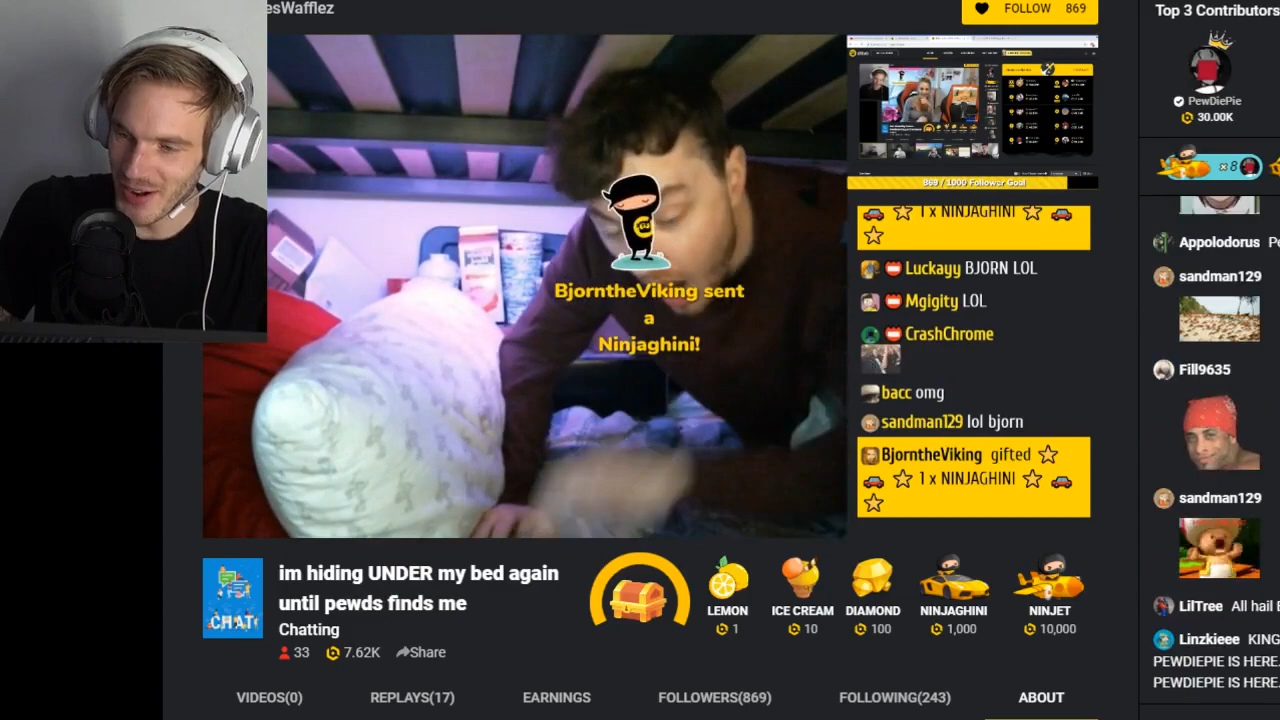 esWafflez
FOLLOW 869
Top 3 Contributors
PewDiePie
30.00K
x 8
869 / 1000 Follower Goal
1 x NINJAGHINI
Luckayy BJORN LOL
Mgigity LOL
CrashChrome
bacc omg
sandman129 lol bjorn
BjorntheViking gifted
1 x NINJAGHINI
BjorntheViking sent
a
Ninjaghini!
Appolodorus Pe
sandman129
Fill9635
sandman129
LilTree All hail
Linzkieee KING
PEWDIEPIE IS HERE.
PEWDIEPIE IS HERE.
CHAT
im hiding UNDER my bed again
until pewds finds me
Chatting
33 7.62K Share
LEMON
1
ICE CREAM
10
DIAMOND
100
NINJAGHINI
1,000
NINJET
10,000
VIDEOS(0) REPLAYS(17) EARNINGS FOLLOWERS(869) FOLLOWING(243) ABOUT